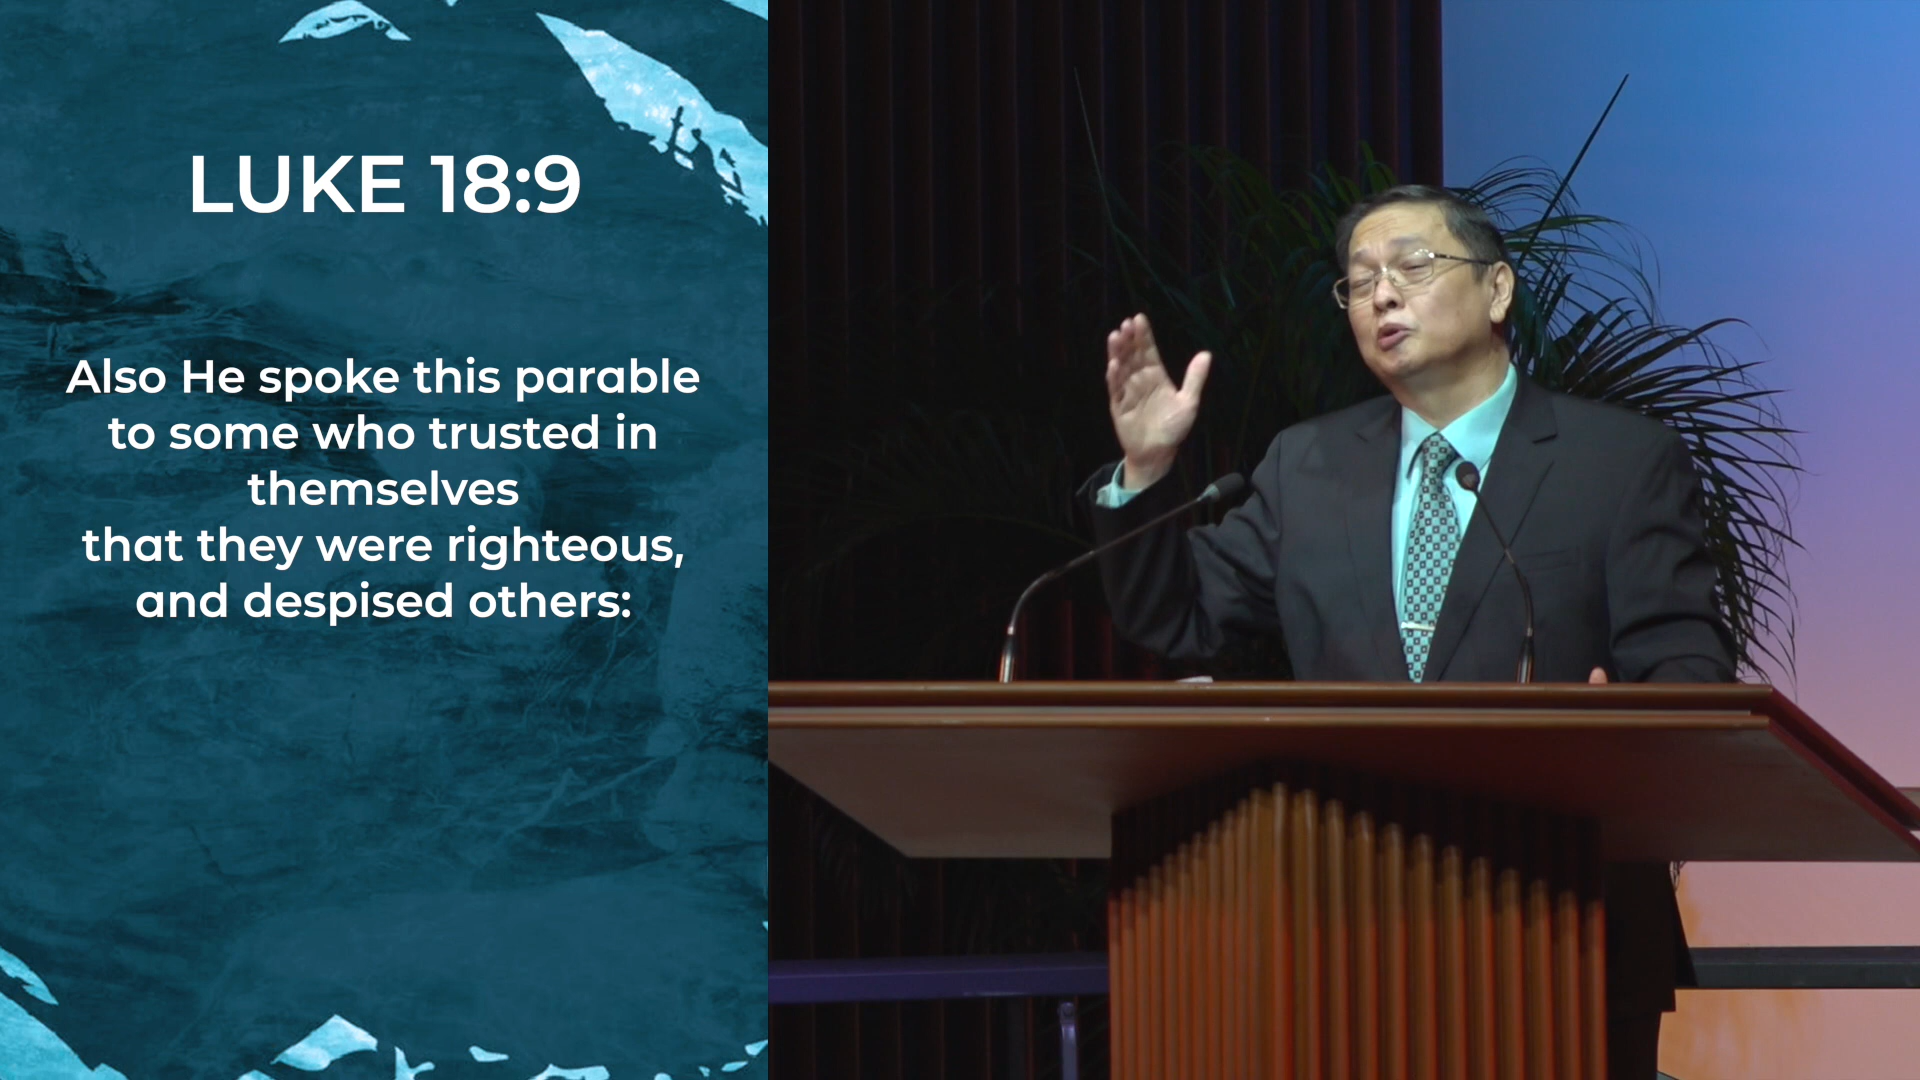 LUKE 18:9
Also He spoke this parable
to some who trusted in
themselves
that they were righteous,
and despised others: